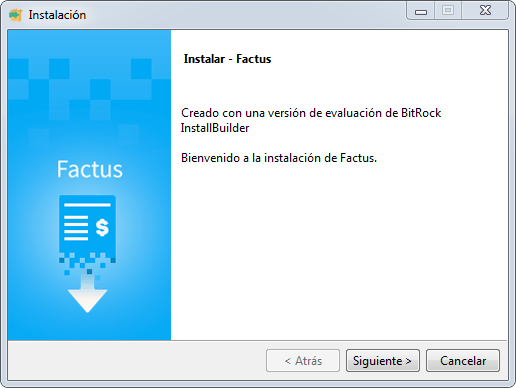 Instalación
Instalar - Factus
Creado con una versión de evaluación de BitRock
InstallBuilder
Bienvenido a la instalación de Factus.
Factus
$
< Atrás
Siguiente >
Cancelar